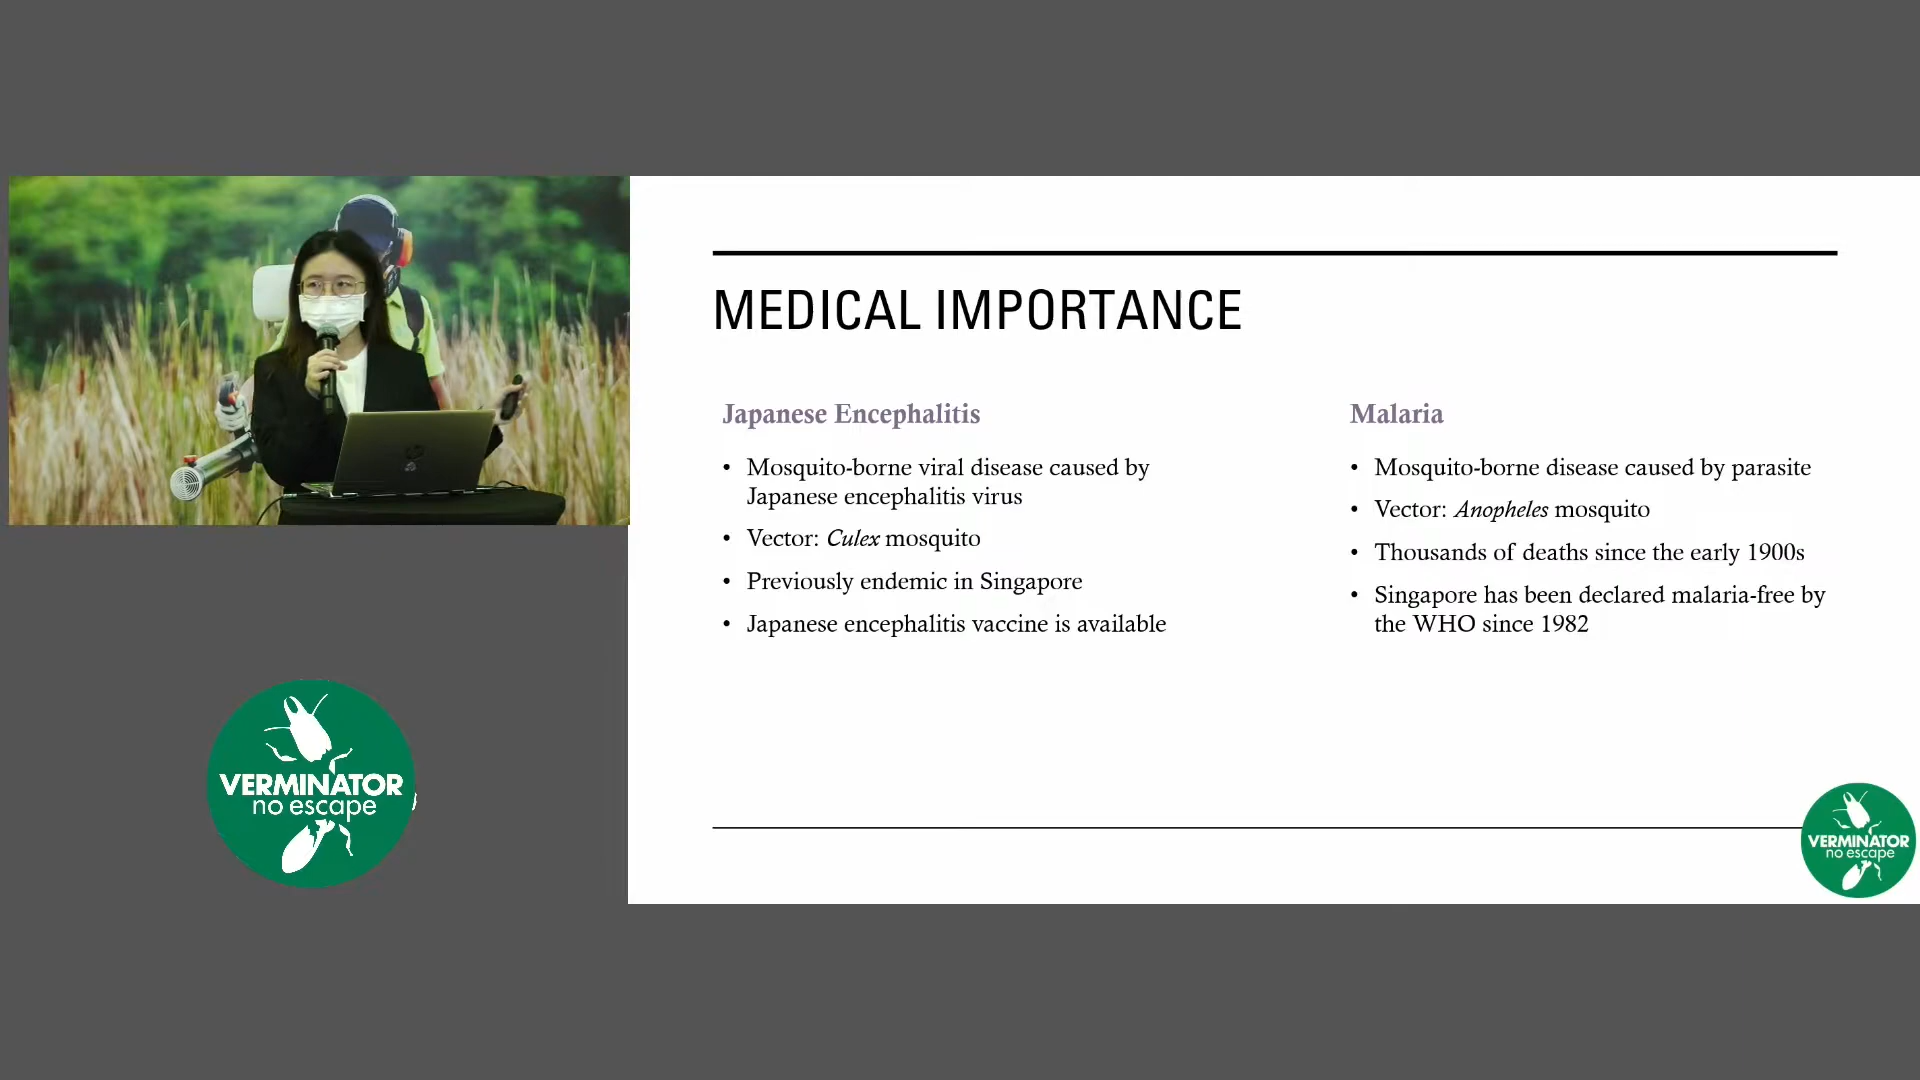 MEDICAL IMPORTANCE
Japanese Encephalitis
• Mosquito-borne viral disease caused by
Japanese encephalitis virus
• Vector: Culex mosquito
• Previously endemic in Singapore
• Japanese encephalitis vaccine is available
Malaria
• Mosquito-borne disease caused by parasite
• Vector: Anopheles mosquito
• Thousands of deaths since the early 1900s
• Singapore has been declared malaria-free by
the WHO since 1982
VERMINATOR
no escape
VERMINATOR
no escape